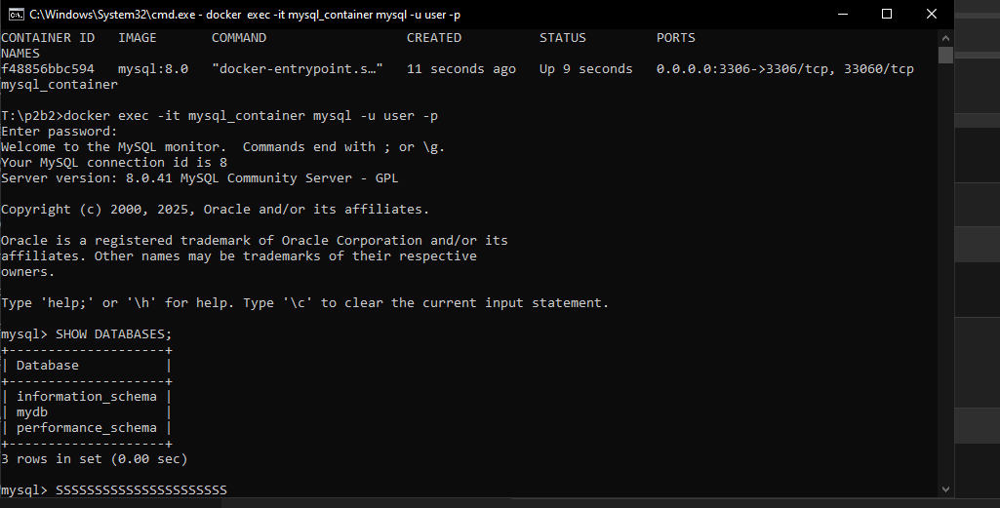 C:\Windows\System32\cmd.exe - docker exec -it mysql_container mysql -u user -p
CONTAINER ID   IMAGE       COMMAND                  CREATED          STATUS         PORTS
NAMES
f48856bbc594   mysql:8.0   "docker-entrypoint.s…"   11 seconds ago   Up 9 seconds   0.0.0.0:3306->3306/tcp, 33060/tcp
mysql_container
T:\p2b2>docker exec -it mysql_container mysql -u user -p
Enter password:
Welcome to the MySQL monitor.  Commands end with ; or \g.
Your MySQL connection id is 8
Server version: 8.0.41 MySQL Community Server - GPL
Copyright (c) 2000, 2025, Oracle and/or its affiliates.
Oracle is a registered trademark of Oracle Corporation and/or its
affiliates. Other names may be trademarks of their respective
owners.
Type 'help;' or '\h' for help. Type '\c' to clear the current input statement.
mysql> SHOW DATABASES;
+--------------------+
| Database           |
+--------------------+
| information_schema |
| mydb               |
| performance_schema |
+--------------------+
3 rows in set (0.00 sec)
mysql> SSSSSSSSSSSSSSSSSSSSSS